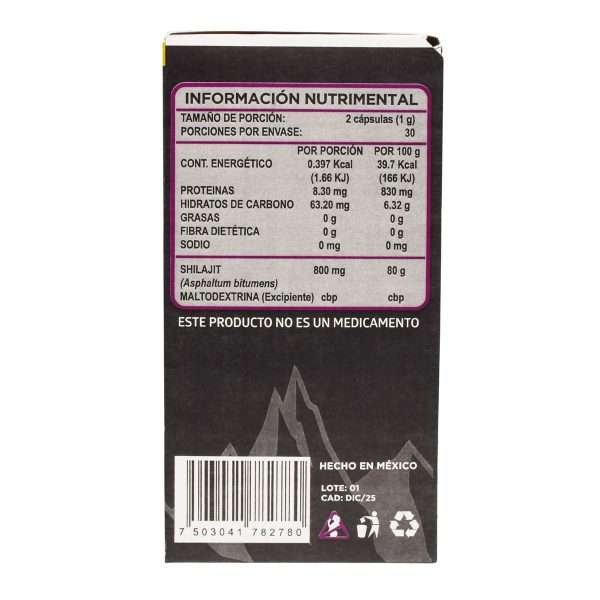 INFORMACIÓN NUTRIMENTAL
TAMAÑO DE PORCIÓN: 2 cápsulas (1 g)
PORCIONES POR ENVASE: 30
POR PORCIÓN POR 100 g
CONT. ENERGÉTICO 0.397 Kcal 39.7 Kcal
(1.66 KJ) (166 KJ)
PROTEINAS 8.30 mg 830 mg
HIDRATOS DE CARBONO 63.20 mg 6.32 g
GRASAS 0 g 0 g
FIBRA DIETÉTICA 0 g 0 g
SODIO 0 mg 0 mg
SHILAJIT 800 mg 80 g
(Asphaltum bitumens)
MALTODEXTRINA (Excipiente) cbp cbp
ESTE PRODUCTO NO ES UN MEDICAMENTO
HECHO EN MÉXICO
LOTE: 01
CAD: DIC/25
7 503041 782780